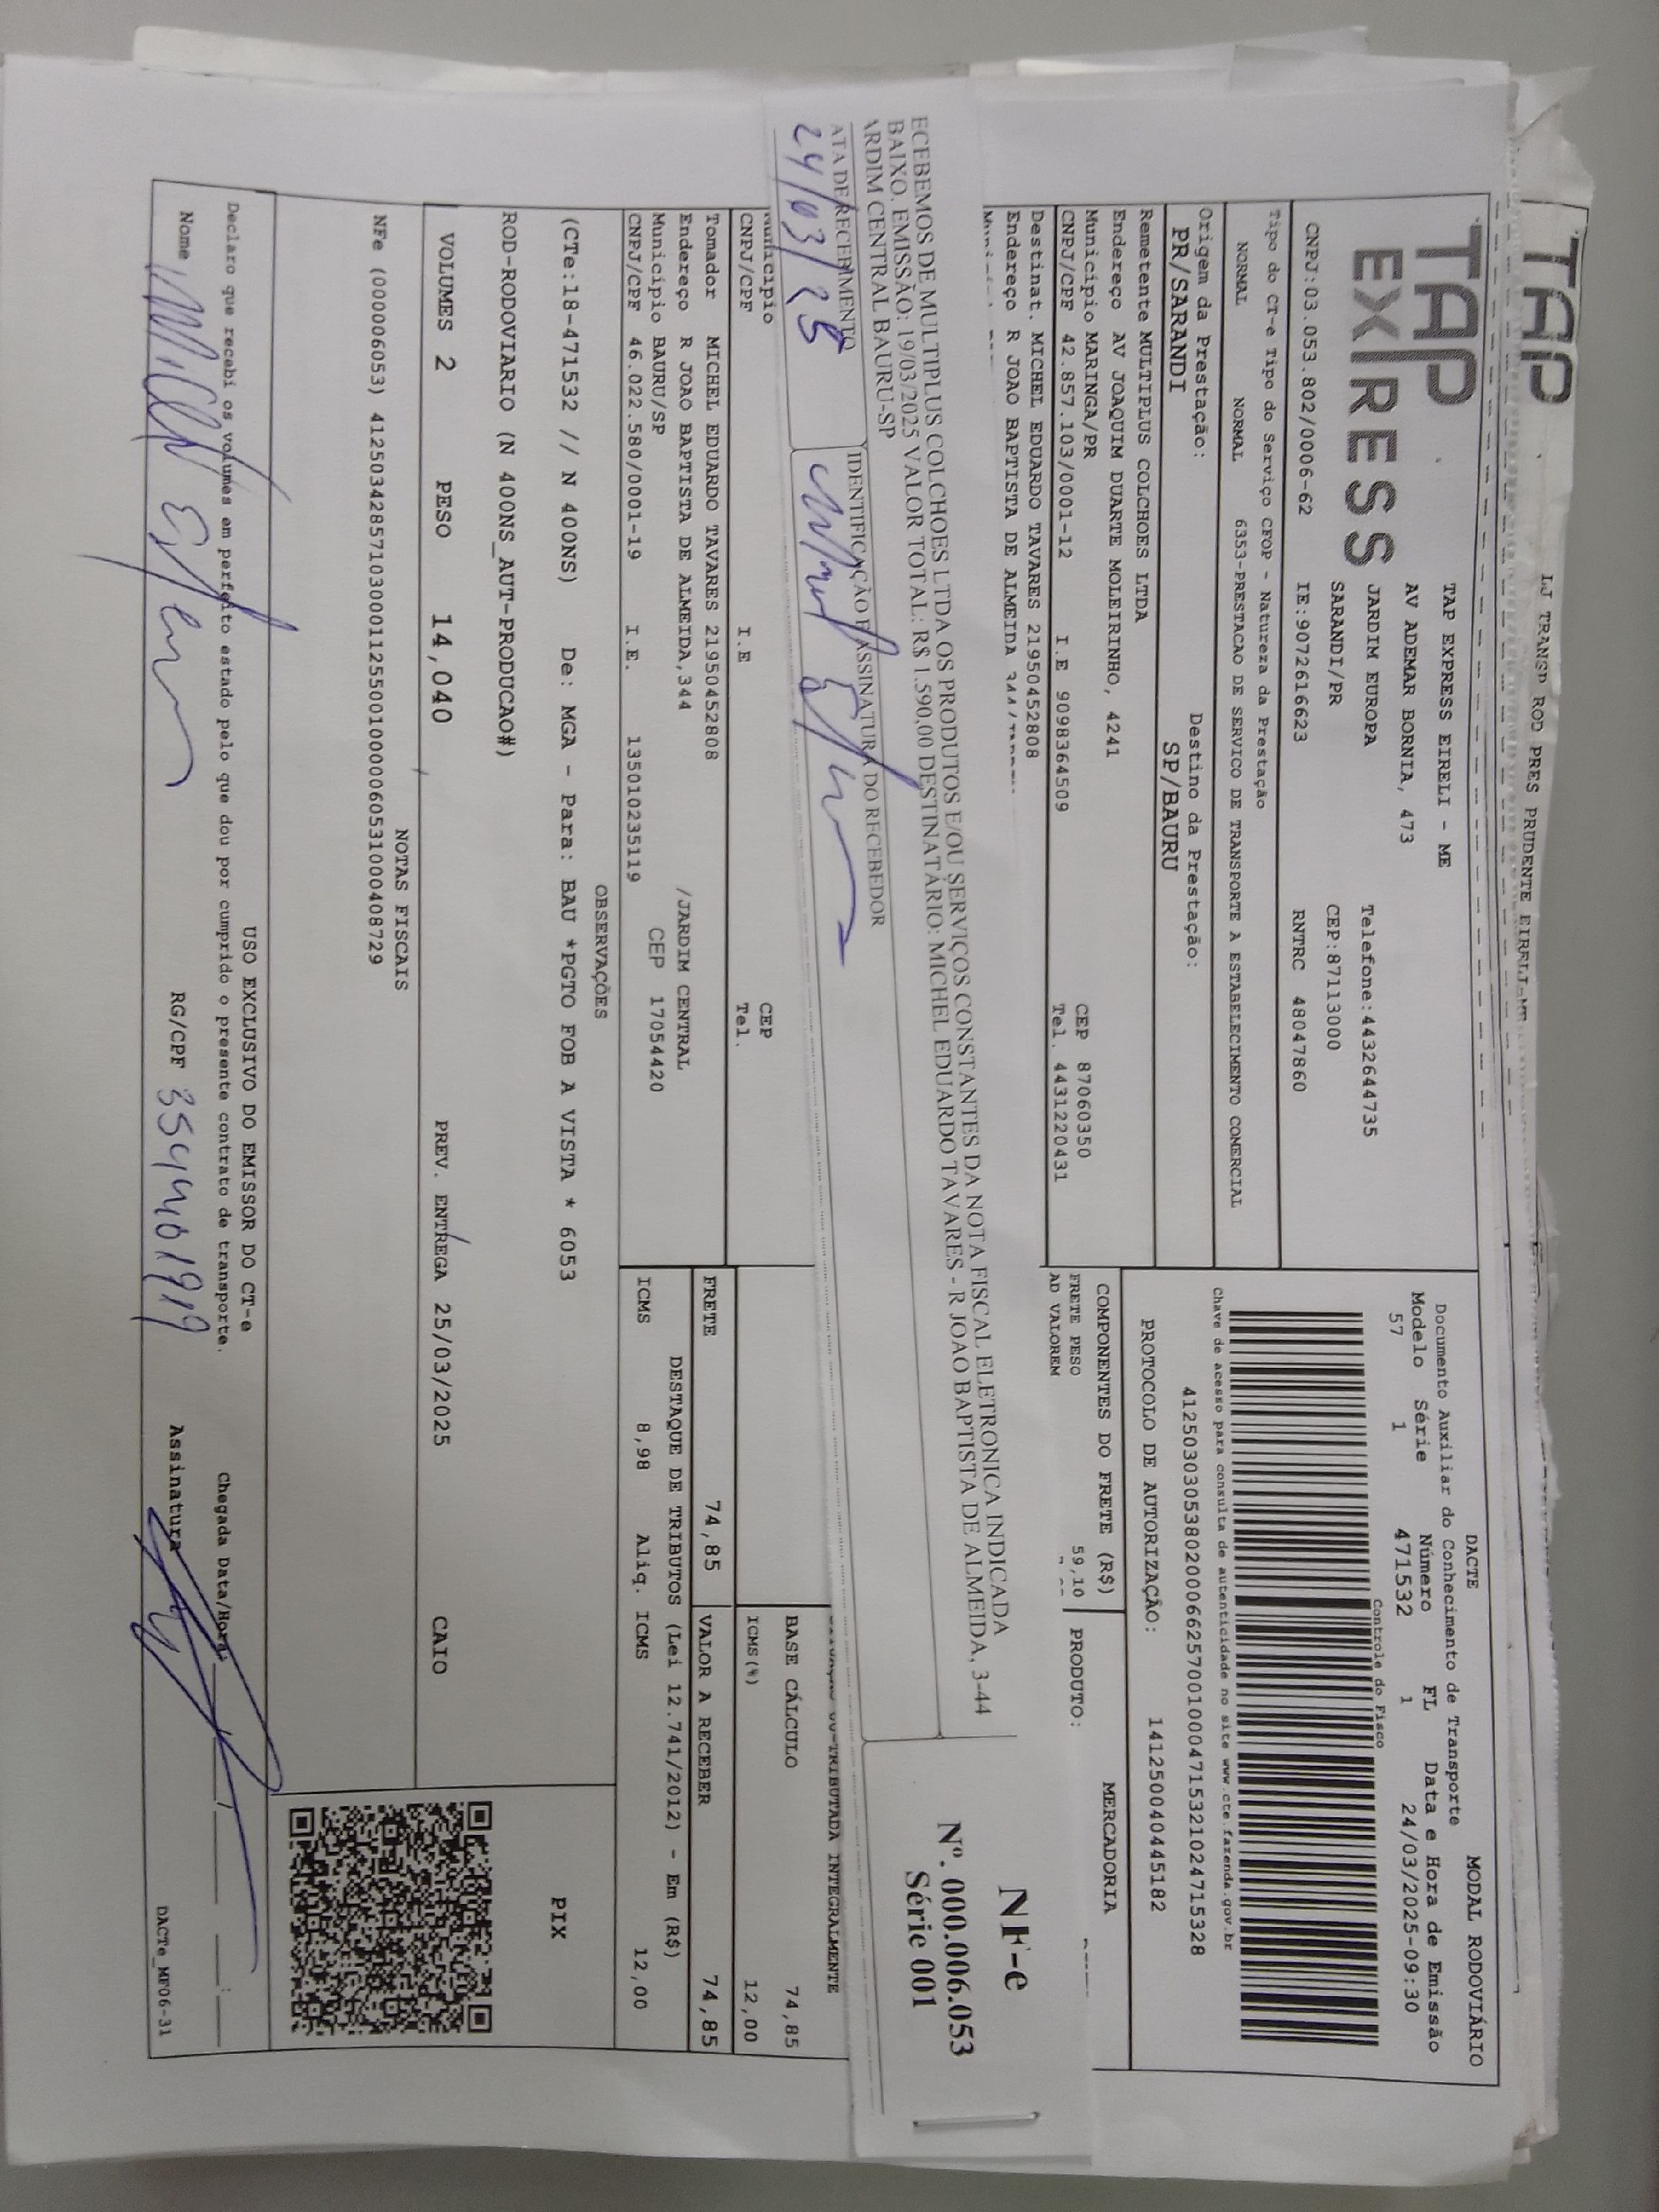 TAP
LJ TRANSP ROD PRES PRUDENTE EIRELI-ME
TAP
EXPRESS
TAP EXPRESS EIRELI - ME
AV ADEMAR BORNIA, 473
JARDIM EUROPA
Telefone:4432644735
SARANDI/PR
CEP:87113000
CNPJ:03.053.802/0006-62
IE:9072616623
RNTRC 48047860
DACTE
MODAL RODOVIÁRIO
Documento Auxiliar do Conhecimento de Transporte
Modelo Série Número FL Data e Hora de Emissão
57 1 471532 1 24/03/2025-09:30
Controle do Fisco
Chave de acesso para consulta de autenticidade no site www.cte.fazenda.gov.br
41250303053802000662570010004715321024715328
PROTOCOLO DE AUTORIZAÇÃO: 141250040445182
Tipo do CT-e Tipo do Serviço CFOP - Natureza da Prestação
NORMAL NORMAL 6353-PRESTACAO DE SERVICO DE TRANSPORTE A ESTABELECIMENTO COMERCIAL
Origem da Prestação:
Destino da Prestação:
PR/SARANDI
SP/BAURU
Remetente MULTIPLUS COLCHOES LTDA
Endereço AV JOAQUIM DUARTE MOLEIRINHO, 4241
Município MARINGA/PR
CEP 87060350
CNPJ/CPF 42.857.103/0001-12 I.E 9098364509 Tel. 4431220431
Destinat. MICHEL EDUARDO TAVARES 21950452808
Endereço R JOAO BAPTISTA DE ALMEIDA
COMPONENTES DO FRETE (R$)
MERCADORIA
FRETE PESO 59,10
PRODUTO:
AD VALOREM
ECEBEMOS DE MULTIPLUS COLCHOES LTDA OS PRODUTOS E/OU SERVIÇOS CONSTANTES DA NOTA FISCAL ELETRONICA INDICADA
BAIXO. EMISSÃO: 19/03/2025 VALOR TOTAL: R$ 1.590,00 DESTINATÁRIO: MICHEL EDUARDO TAVARES - R JOAO BAPTISTA DE ALMEIDA, 3-44
ARDIM CENTRAL BAURU-SP
ATA DE RECEBIMENTO
IDENTIFICAÇÃO E ASSINATURA DO RECEBEDOR
24/03/25
NF-e
Nº. 000.006.053
Série 001
Município
CEP
CNPJ/CPF I.E Tel.
TRIBUTADA INTEGRALMENTE
BASE CÁLCULO 74,85
ICMS(%) 12,00
Tomador MICHEL EDUARDO TAVARES 21950452808
Endereço R JOAO BAPTISTA DE ALMEIDA,344 /JARDIM CENTRAL
Município BAURU/SP CEP 17054420
CNPJ/CPF 46.022.580/0001-19 I.E. 135010235119
FRETE 74,85 VALOR A RECEBER 74,85
DESTAQUE DE TRIBUTOS (Lei 12.741/2012) - Em (R$)
ICMS 8,98 Aliq. ICMS 12,00
OBSERVAÇÕES
(CTe:18-471532 // N 400NS) De: MGA - Para: BAU *PGTO FOB A VISTA * 6053
ROD-RODOVIARIO (N 400NS_AUT-PRODUCAO#)
PIX
VOLUMES 2 PESO 14,040 PREV. ENTREGA 25/03/2025 CAIO
NOTAS FISCAIS
NFe (000006053) 41250342857103000112550010000060531000408729
USO EXCLUSIVO DO EMISSOR DO CT-e
Declaro que recebi os volumes em perfeito estado pelo que dou por cumprido o presente contrato de transporte.
Chegada Data/Hora:
Nome
RG/CPF 354401919
Assinatura
DACTe_MF06-31